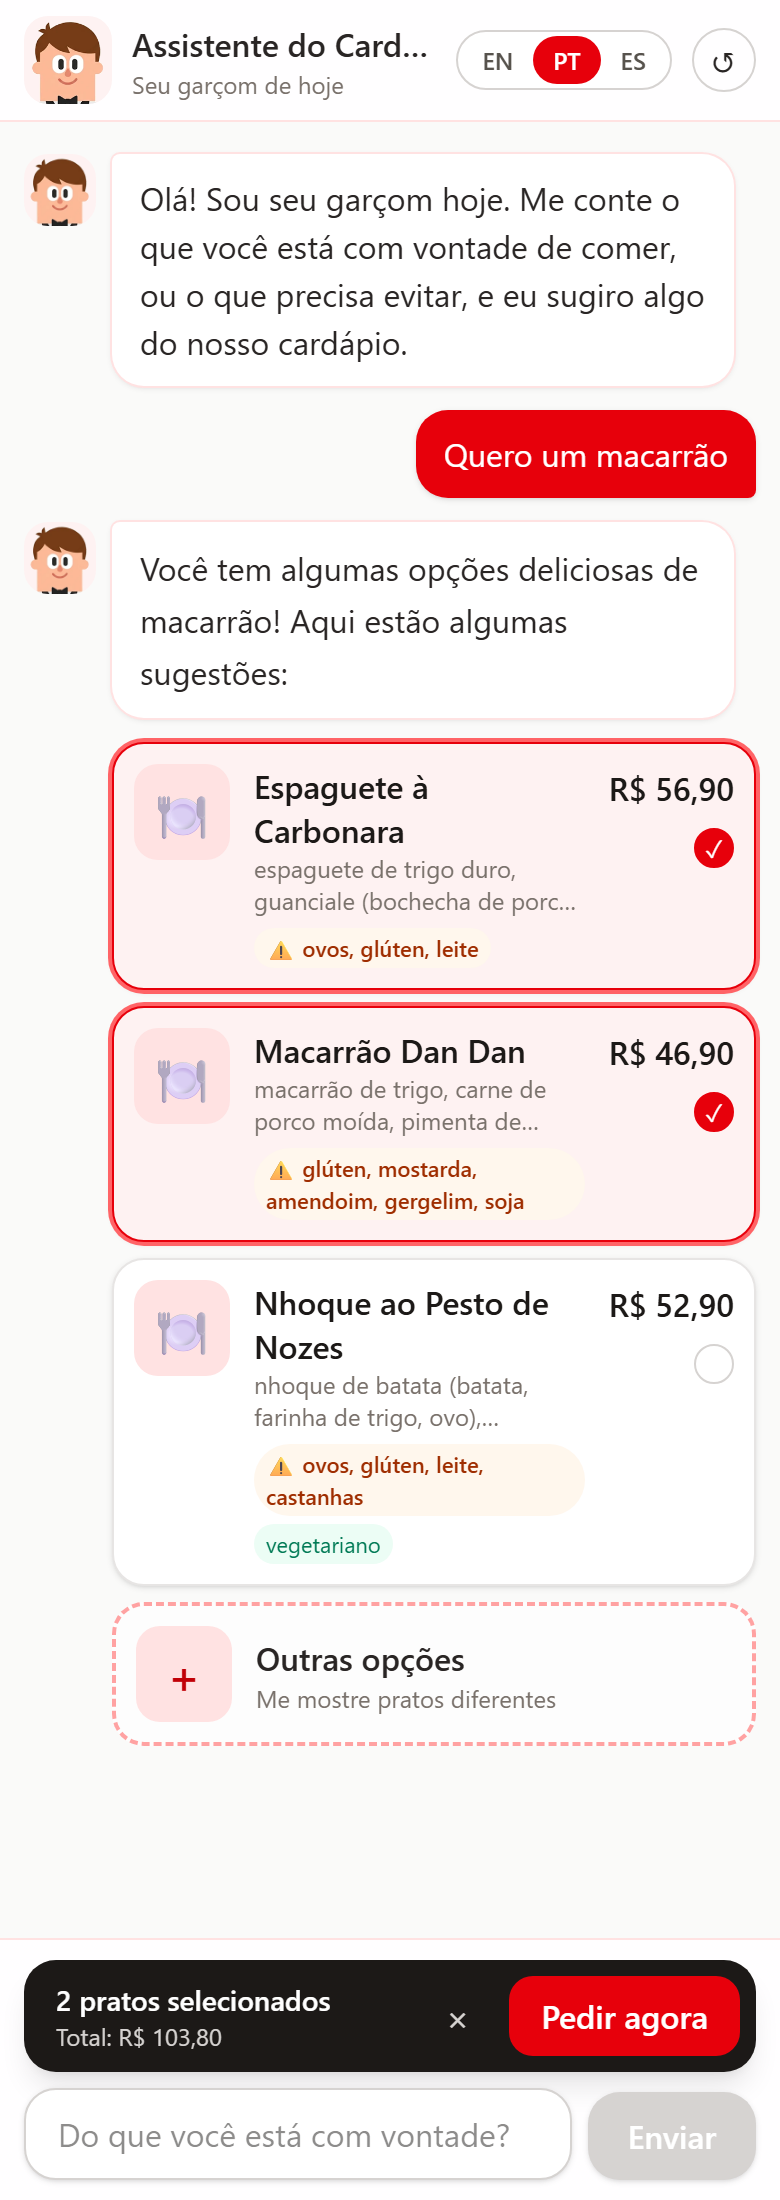 Assistente do Card...
Seu garçom de hoje
EN PT ES
↺
Olá! Sou seu garçom hoje. Me conte o
que você está com vontade de comer,
ou o que precisa evitar, e eu sugiro algo
do nosso cardápio.
Quero um macarrão
Você tem algumas opções deliciosas de
macarrão! Aqui estão algumas
sugestões:
Espaguete à
Carbonara
R$ 56,90
✓
espaguete de trigo duro,
guanciale (bochecha de porc...
⚠ ovos, glúten, leite
Macarrão Dan Dan
R$ 46,90
✓
macarrão de trigo, carne de
porco moída, pimenta de...
⚠ glúten, mostarda,
amendoim, gergelim, soja
Nhoque ao Pesto de
Nozes
R$ 52,90
nhoque de batata (batata,
farinha de trigo, ovo),...
⚠ ovos, glúten, leite,
castanhas
vegetariano
+
Outras opções
Me mostre pratos diferentes
2 pratos selecionados
Total: R$ 103,80
×
Pedir agora
Do que você está com vontade?
Enviar